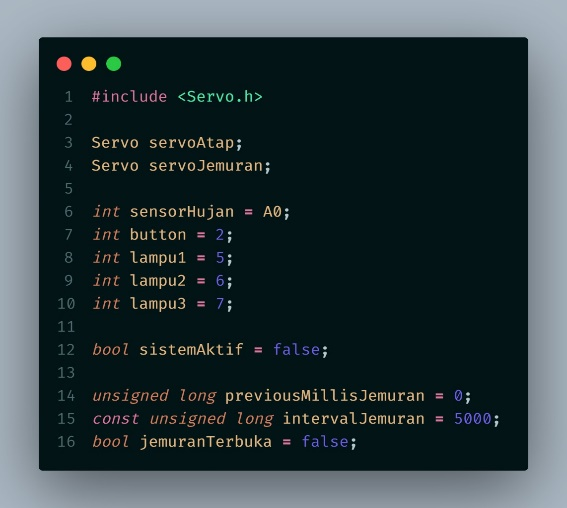 1 #include <Servo.h>
2
3 Servo servoAtap;
4 Servo servoJemuran;
5
6 int sensorHujan = A0;
7 int button = 2;
8 int lampu1 = 5;
9 int lampu2 = 6;
10 int lampu3 = 7;
11
12 bool sistemAktif = false;
13
14 unsigned long previousMillisJemuran = 0;
15 const unsigned long intervalJemuran = 5000;
16 bool jemuranTerbuka = false;